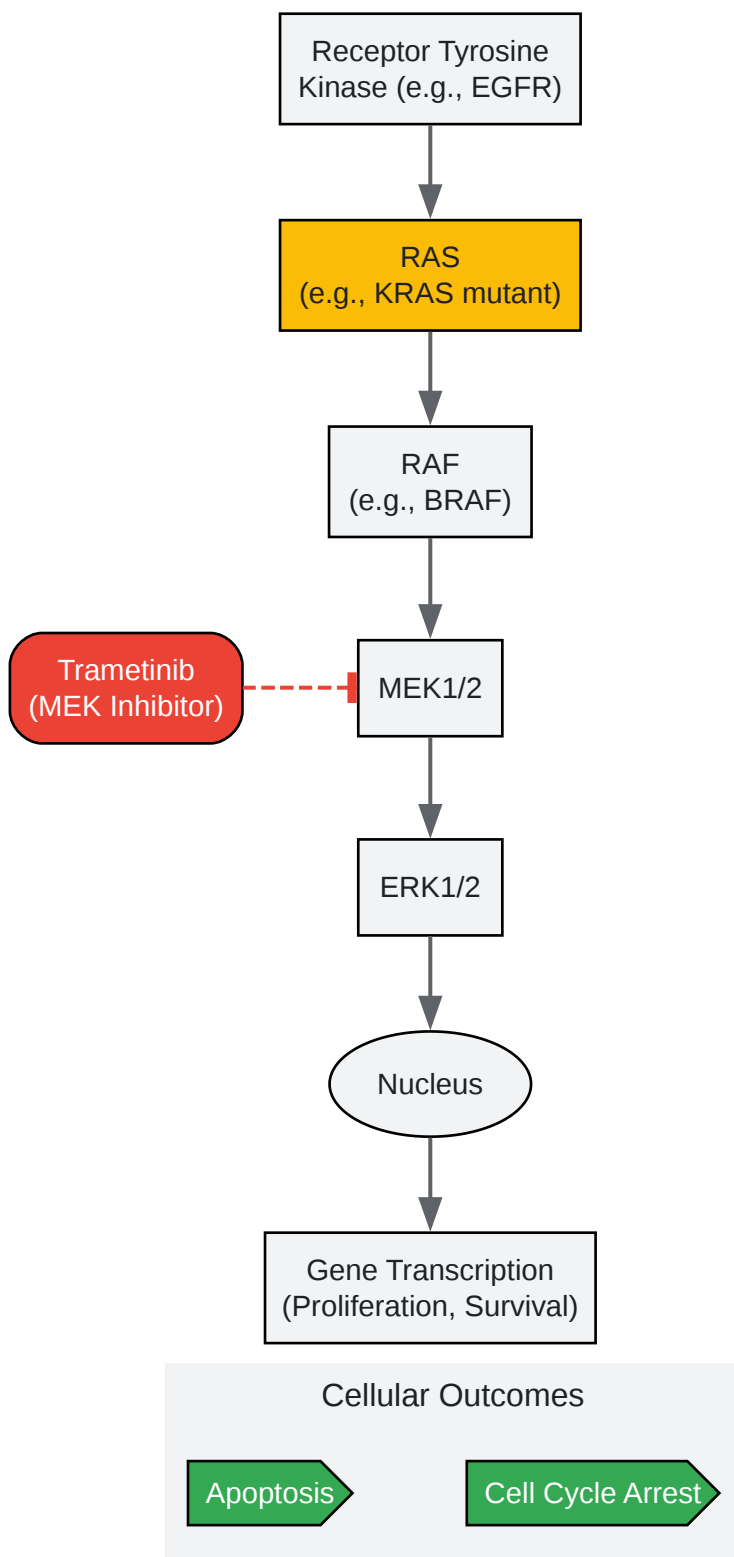 Receptor Tyrosine
Kinase (e.g., EGFR)
RAS
(e.g., KRAS mutant)
RAF
(e.g., BRAF)
Trametinib
(MEK Inhibitor)
MEK1/2
ERK1/2
Nucleus
Gene Transcription
(Proliferation, Survival)
Cellular Outcomes
Apoptosis
Cell Cycle Arrest